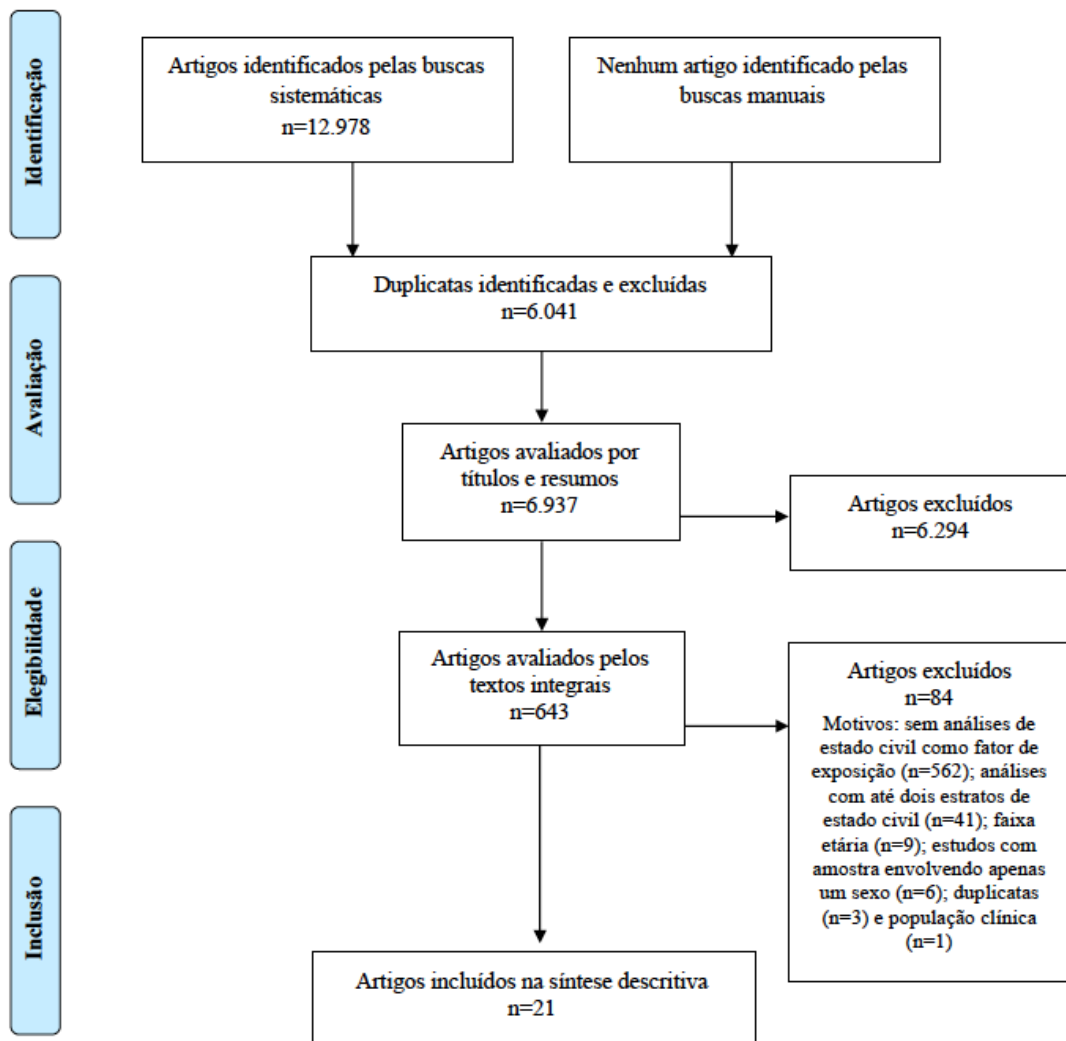 Identificação
Artigos identificados pelas buscas
sistemáticas
n=12.978
Nenhum artigo identificado pelas
buscas manuais
Duplicatas identificadas e excluídas
n=6.041
Avaliação
Artigos avaliados por
títulos e resumos
n=6.937
Artigos excluídos
n=6.294
Elegibilidade
Artigos avaliados pelos
textos integrais
n=643
Artigos excluídos
n=84
Motivos: sem análises de
estado civil como fator de
exposição (n=562); análises
com até dois estratos de
estado civil (n=41); faixa
etária (n=9); estudos com
amostra envolvendo apenas
um sexo (n=6); duplicatas
(n=3) e população clínica
(n=1)
Inclusão
Artigos incluídos na síntese descritiva
n=21